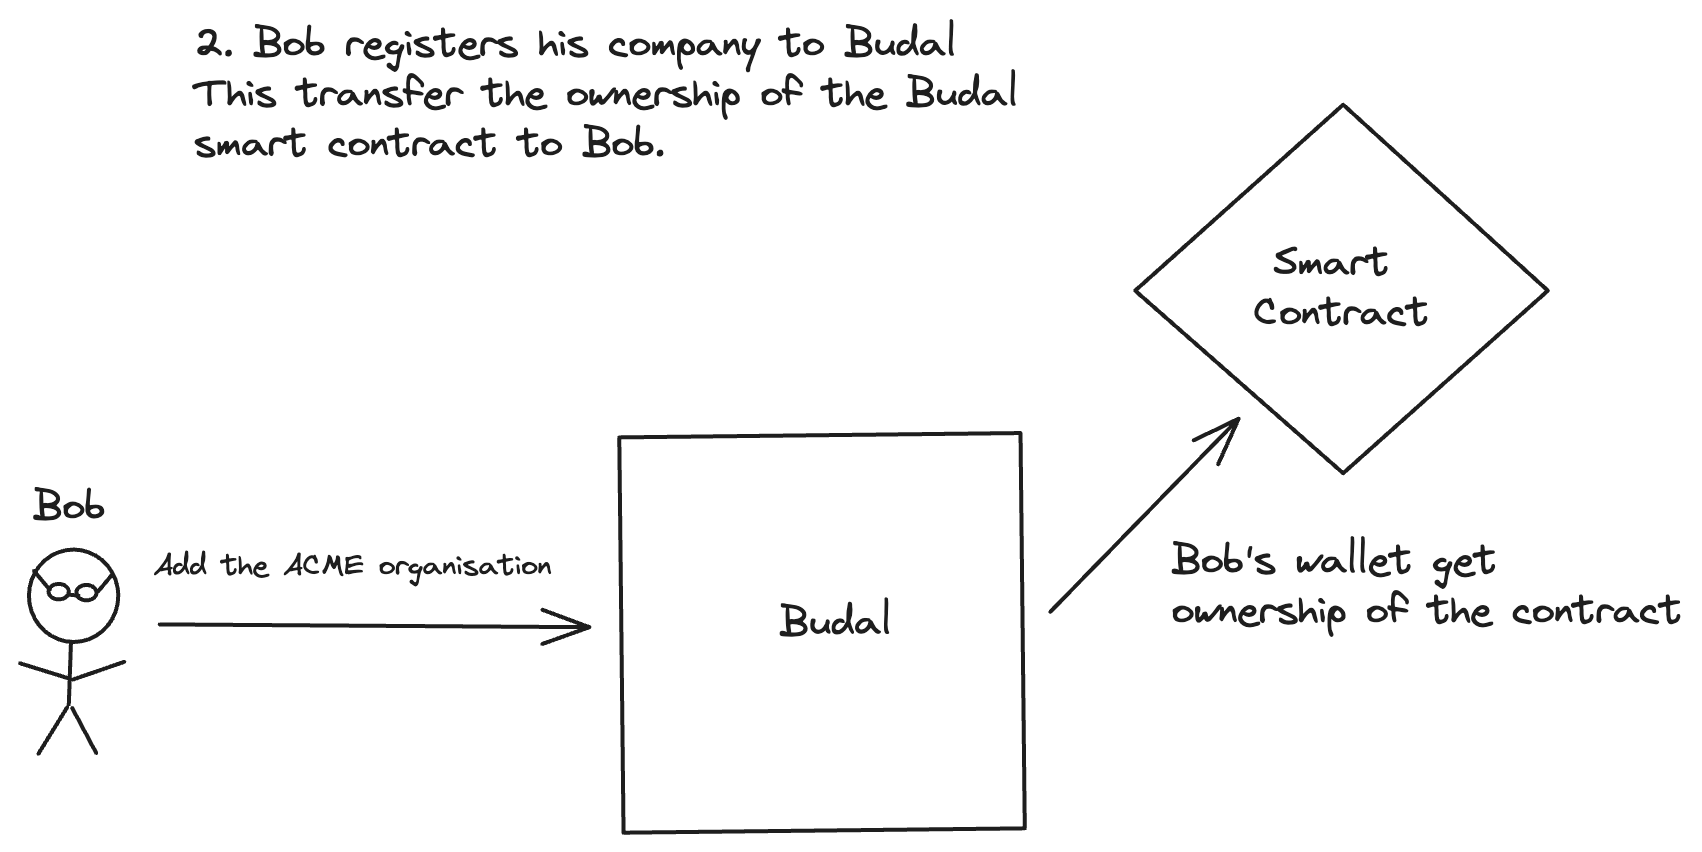 2. Bob registers his company to Budal
This transfer the ownership of the Budal
smart contract to Bob.
Smart
Contract
Bob
Add the ACME organisation
Budal
Bob's wallet get
ownership of the contract